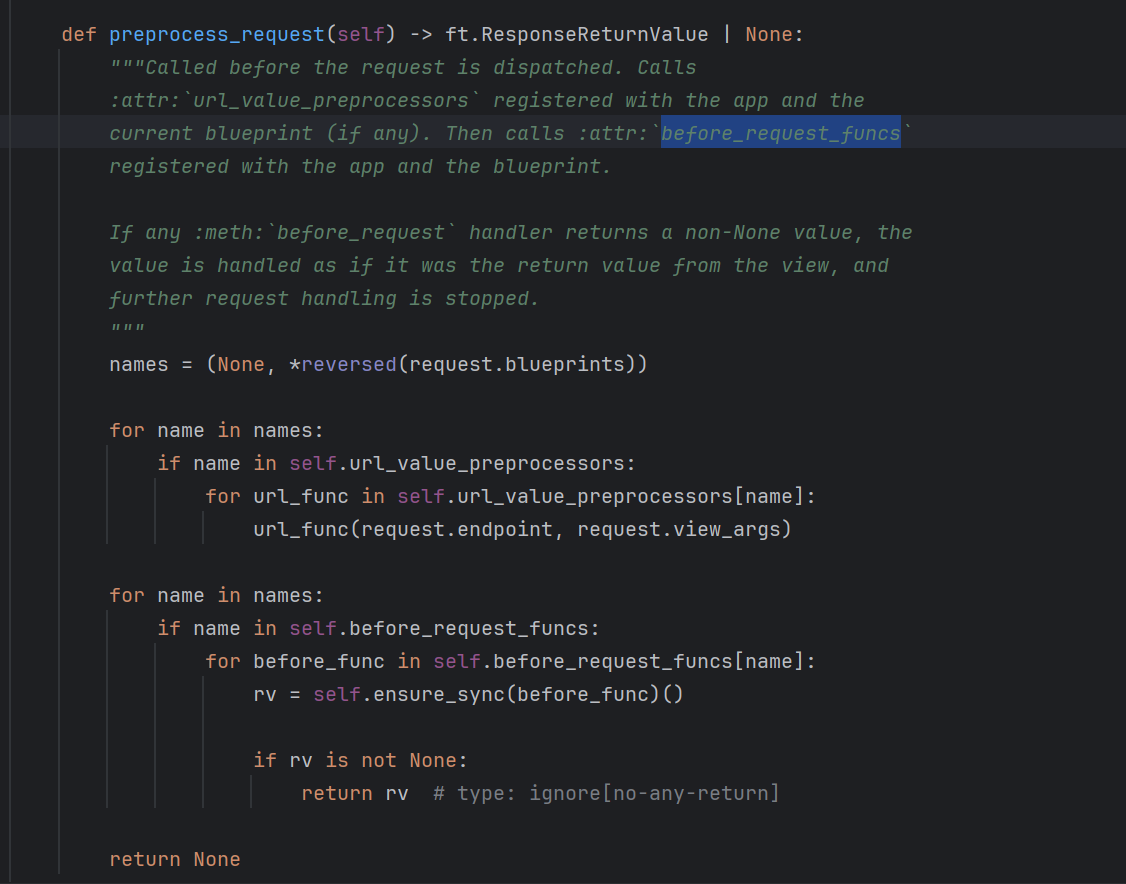 def preprocess_request(self) -> ft.ResponseReturnValue | None:
    """Called before the request is dispatched. Calls
    :attr:`url_value_preprocessors` registered with the app and the
    current blueprint (if any). Then calls :attr:`before_request_funcs`
    registered with the app and the blueprint.

    If any :meth:`before_request` handler returns a non-None value, the
    value is handled as if it was the return value from the view, and
    further request handling is stopped.
    """
    names = (None, *reversed(request.blueprints))

    for name in names:
        if name in self.url_value_preprocessors:
            for url_func in self.url_value_preprocessors[name]:
                url_func(request.endpoint, request.view_args)

    for name in names:
        if name in self.before_request_funcs:
            for before_func in self.before_request_funcs[name]:
                rv = self.ensure_sync(before_func)()

                if rv is not None:
                    return rv  # type: ignore[no-any-return]

    return None